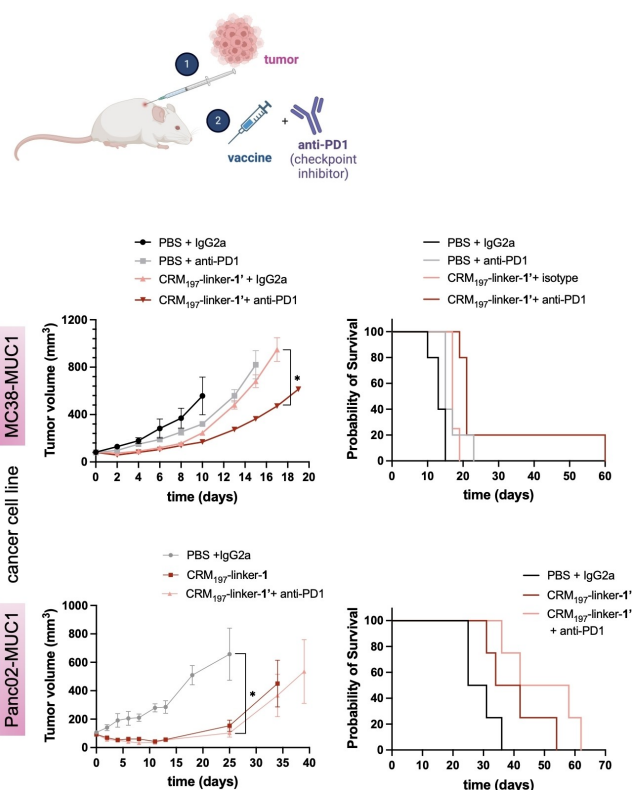 1
tumor
2
vaccine
+
anti-PD1
(checkpoint
inhibitor)
MC38-MUC1
cancer cell line
Panc02-MUC1
PBS + IgG2a
PBS + anti-PD1
CRM197-linker-1' + IgG2a
CRM197-linker-1'+ anti-PD1
Tumor volume (mm3)
1200
800
400
0
*
0 2 4 6 8 10 12 14 16 18 20
time (days)
PBS + IgG2a
PBS + anti-PD1
CRM197-linker-1'+ isotype
CRM197-linker-1'+ anti-PD1
Probability of Survival
100
80
60
40
20
0
0 10 20 30 40 50 60
time (days)
PBS +IgG2a
CRM197-linker-1
CRM197-linker-1'+ anti-PD1
Tumor volume (mm3)
1000
800
600
400
200
0
*
0 5 10 15 20 25 30 35 40
time (days)
PBS + IgG2a
CRM197-linker-1'
CRM197-linker-1'
+ anti-PD1
Probability of Survival
100
80
60
40
20
0
0 10 20 30 40 50 60 70
time (days)